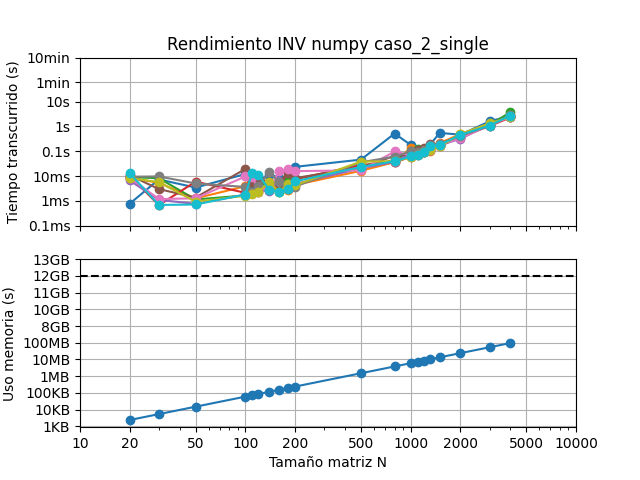 Rendimiento INV numpy caso_2_single
Tiempo transcurrido (s)
10min
1min
10s
1s
0.1s
10ms
1ms
0.1ms
Uso memoria (s)
13GB
12GB
11GB
10GB
8GB
100MB
10MB
1MB
100KB
10KB
1KB
10 20 50 100 200 500 1000 2000 5000 10000
Tamaño matriz N